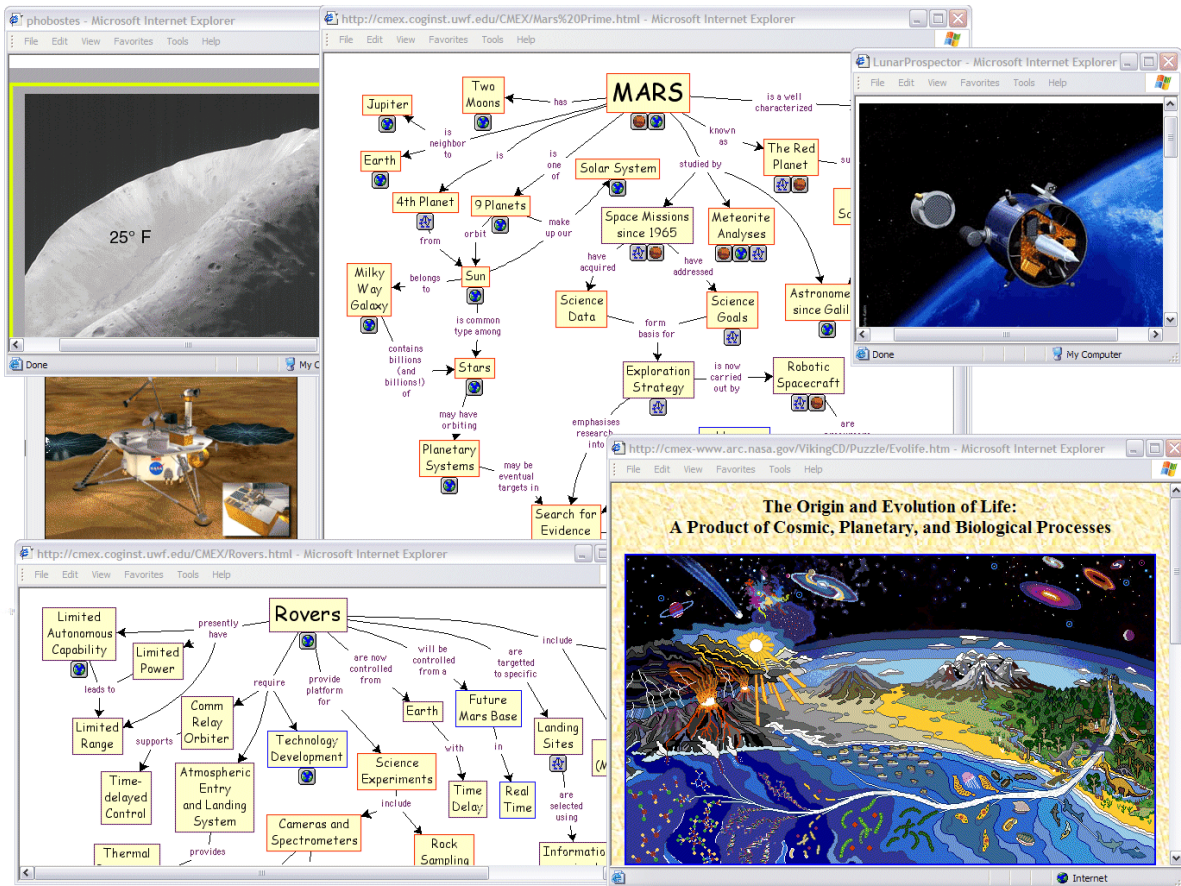 phobostes - Microsoft Internet Explorer
File Edit View Favorites Tools Help
25° F
Done
My C
http://cmex.coginst.uwf.edu/CMEX/Mars%20Prime.html - Microsoft Internet Explorer
File Edit View Favorites Tools Help
MARS
has
Two
Moons
is
neighbor
to
Jupiter
Earth
is
4th Planet
is
one
of
9 Planets
Solar System
make
up our
from
orbit
Sun
belongs
to
Milky
Way
Galaxy
contains
billions
(and
billions!)
of
is common
type among
Stars
may have
orbiting
Planetary
Systems
may be
eventual
targets in
Search for
Evidence
is a well
characterized
known
as
The Red
Planet
studied by
Space Missions
since 1965
Meteorite
Analyses
Astronome
since Galil
have
acquired
have
addressed
Science
Data
Science
Goals
form
basis for
Exploration
Strategy
is now
carried
out by
Robotic
Spacecraft
are
emphasises
research
into
LunarProspector - Microsoft Internet Explorer
File Edit View Favorites Tools Help
Done
My Computer
NASA
http://cmex.coginst.uwf.edu/CMEX/Rovers.html - Microsoft Internet Explorer
File Edit View Favorites Tools Help
Rovers
presently
have
Limited
Autonomous
Capability
Limited
Power
leads to
Limited
Range
require
Comm
Relay
Orbiter
supports
Time-
delayed
Control
Atmospheric
Entry
and Landing
System
provides
Thermal
Technology
Development
provide
platform
for
Science
Experiments
include
Cameras and
Spectrometers
Rock
Sampling
are now
controlled
from
Earth
with
Time
Delay
will be
controlled
from a
Future
Mars Base
in
Real
Time
are
targetted
to specific
Landing
Sites
are
selected
using
Informatio
include
(M
http://cmex-www.arc.nasa.gov/VikingCD/Puzzle/Evolife.htm - Microsoft Internet Explorer
File Edit View Favorites Tools Help
The Origin and Evolution of Life:
A Product of Cosmic, Planetary, and Biological Processes
Internet